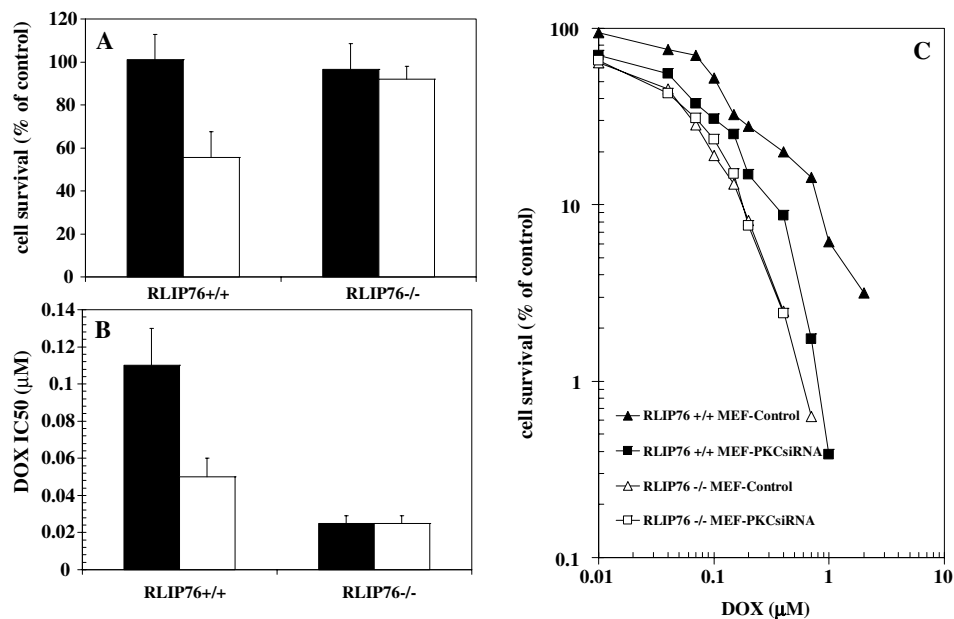 A
cell survival (% of control)
120
100
80
60
40
20
0
RLIP76+/+
RLIP76-/-
B
DOX IC50 (μM)
0.14
0.12
0.1
0.08
0.06
0.04
0.02
0
RLIP76+/+
RLIP76-/-
C
cell survival (% of control)
100
10
1
0.1
RLIP76 +/+ MEF-Control
RLIP76 +/+ MEF-PKCsiRNA
RLIP76 -/- MEF-Control
RLIP76 -/- MEF-PKCsiRNA
0.01
0.1
1
10
DOX (μM)